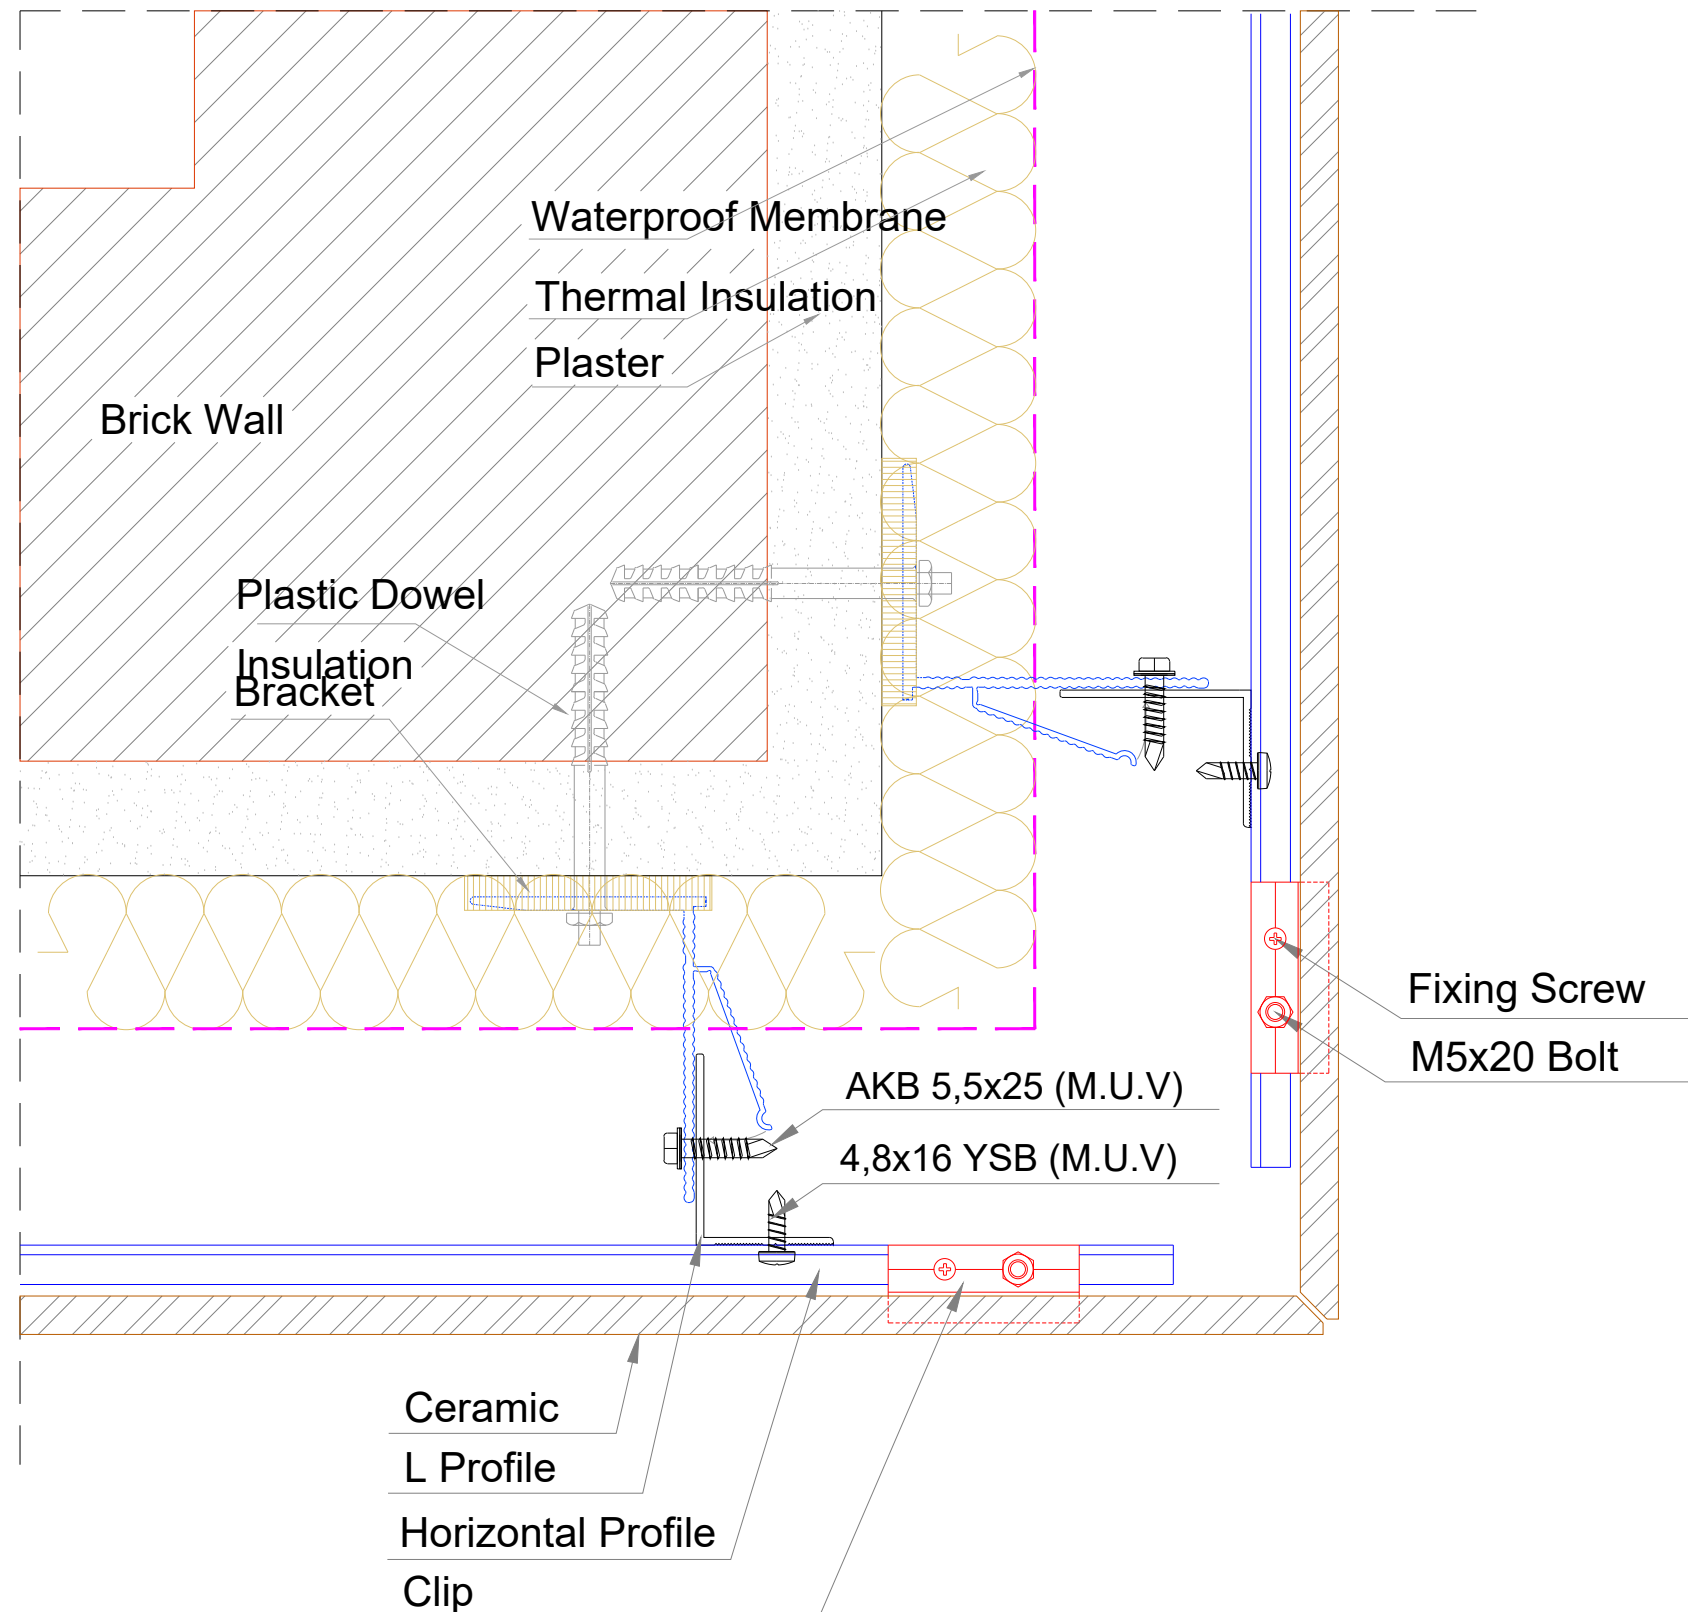 Waterproof Membrane
Thermal Insulation
Plaster
Brick Wall
Plastic Dowel
Insulation
Bracket
Fixing Screw
M5x20 Bolt
AKB 5,5x25 (M.U.V)
4,8x16 YSB (M.U.V)
Ceramic
L Profile
Horizontal Profile
Clip